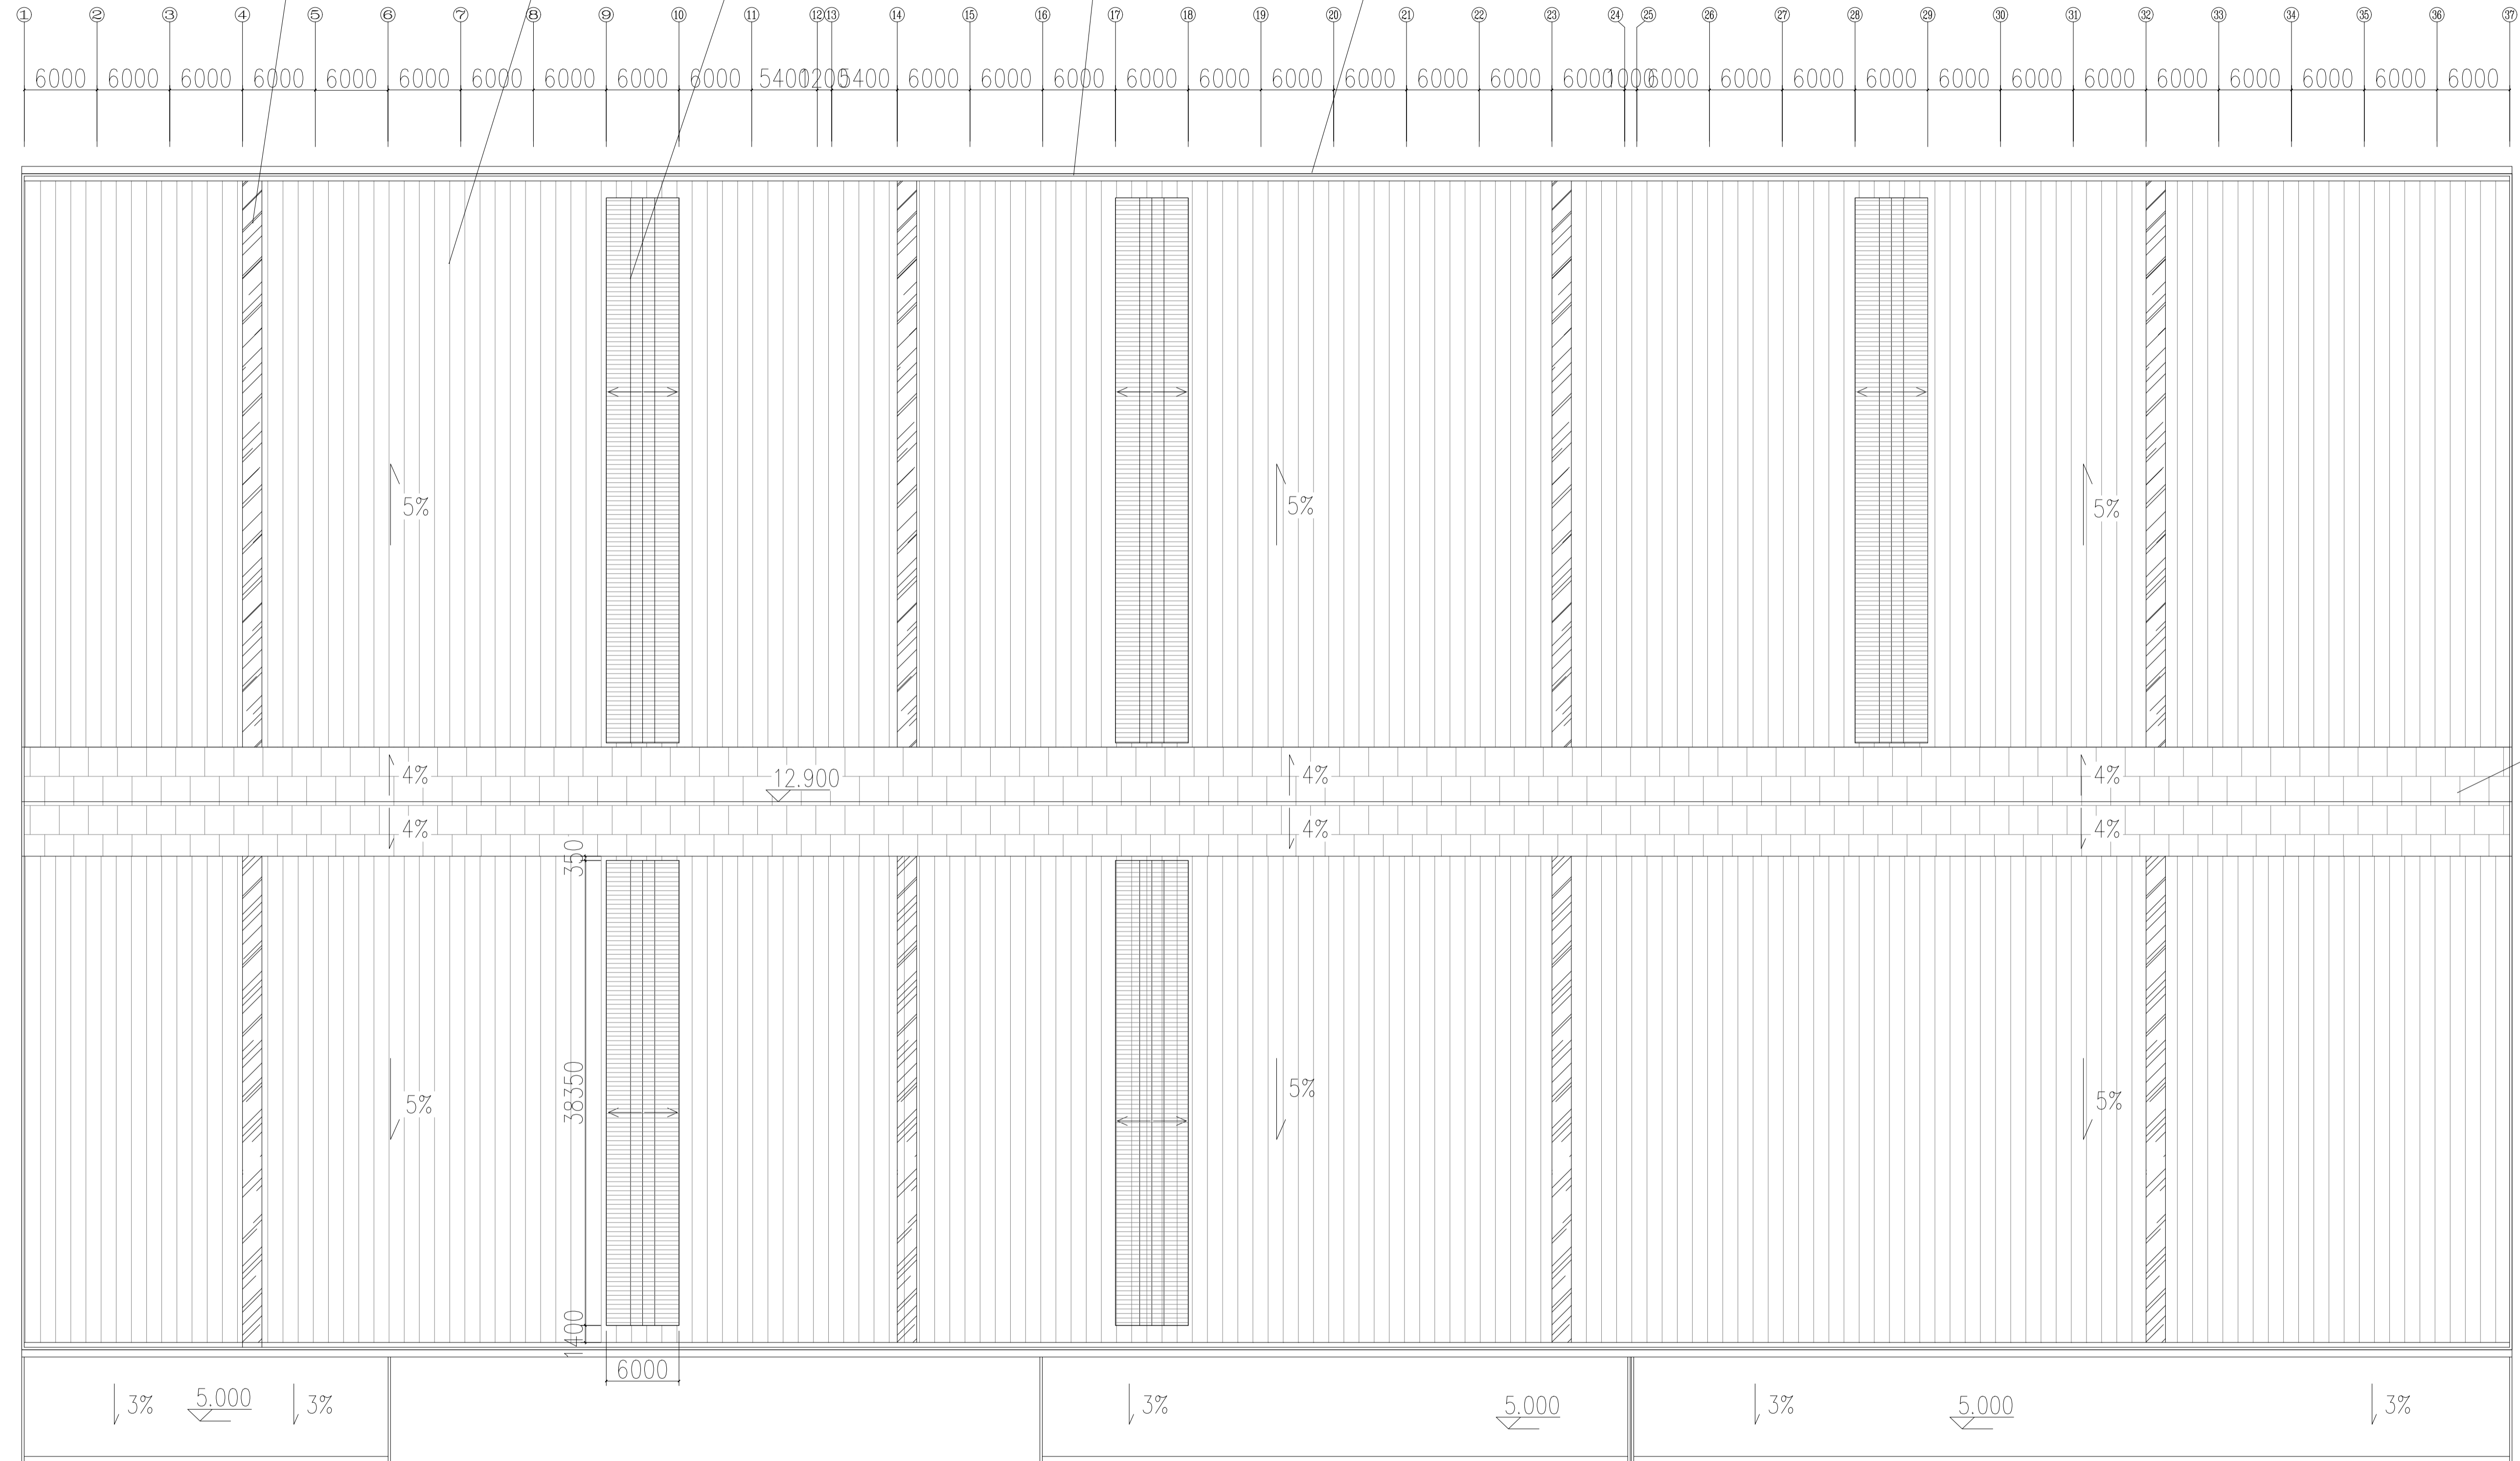 ① ② ③ ④ ⑤ ⑥ ⑦ ⑧ ⑨ ⑩ ⑪ ⑫ ⑬ ⑭ ⑮ ⑯ ⑰ ⑱ ⑲ ⑳ ㉑ ㉒ ㉓ ㉔ ㉕ ㉖ ㉗ ㉘ ㉙ ㉚ ㉛ ㉜ ㉝ ㉞ ㉟ ㊱ ㊲
6000 6000 6000 6000 6000 6000 6000 6000 6000 6000 5400 1200 5400 6000 6000 6000 6000 6000 6000 6000 6000 6000 6000 1000 6000 6000 6000 6000 6000 6000 6000 6000 6000 6000 6000 6000
5% 5% 5%
4% 12.900 4% 4%
4% 4% 4%
350
38350
5% 5% 5%
1400
6000
3% 5.000 3% 3% 5.000 3% 5.000 3%